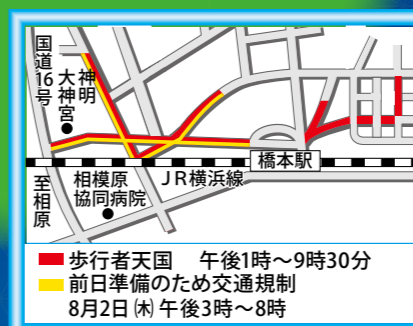 国道16号
神明
大神宮
至相原
相模原
協同病院
JR横浜線
橋本駅
歩行者天国 午後1時～9時30分
前日準備のため交通規制
8月2日㈭午後3時～8時